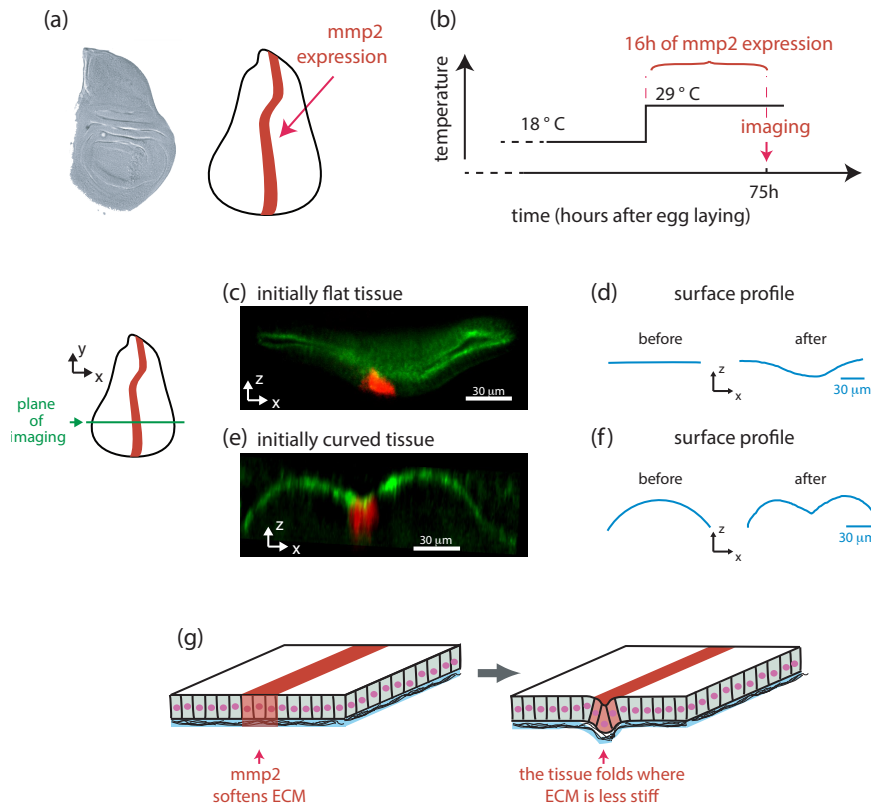 (a)
mmp2
expression
(b)
16h of mmp2 expression
temperature
18 °C
29 °C
imaging
75h
time (hours after egg laying)
(c) initially flat tissue
z
x
30 μm
(d) surface profile
before
after
z
x
30 μm
y
x
plane
of
imaging
(e) initially curved tissue
z
x
30 μm
(f) surface profile
before
after
z
x
30 μm
(g)
mmp2
softens ECM
the tissue folds where
ECM is less stiff